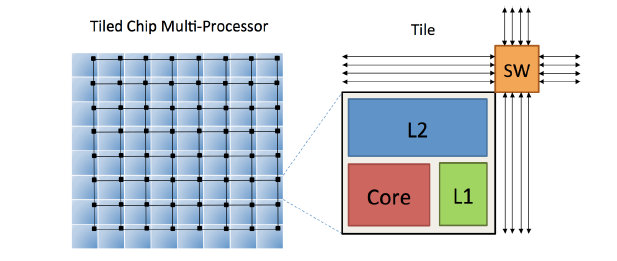 Tiled Chip Multi-Processor
Tile
SW
L2
Core
L1